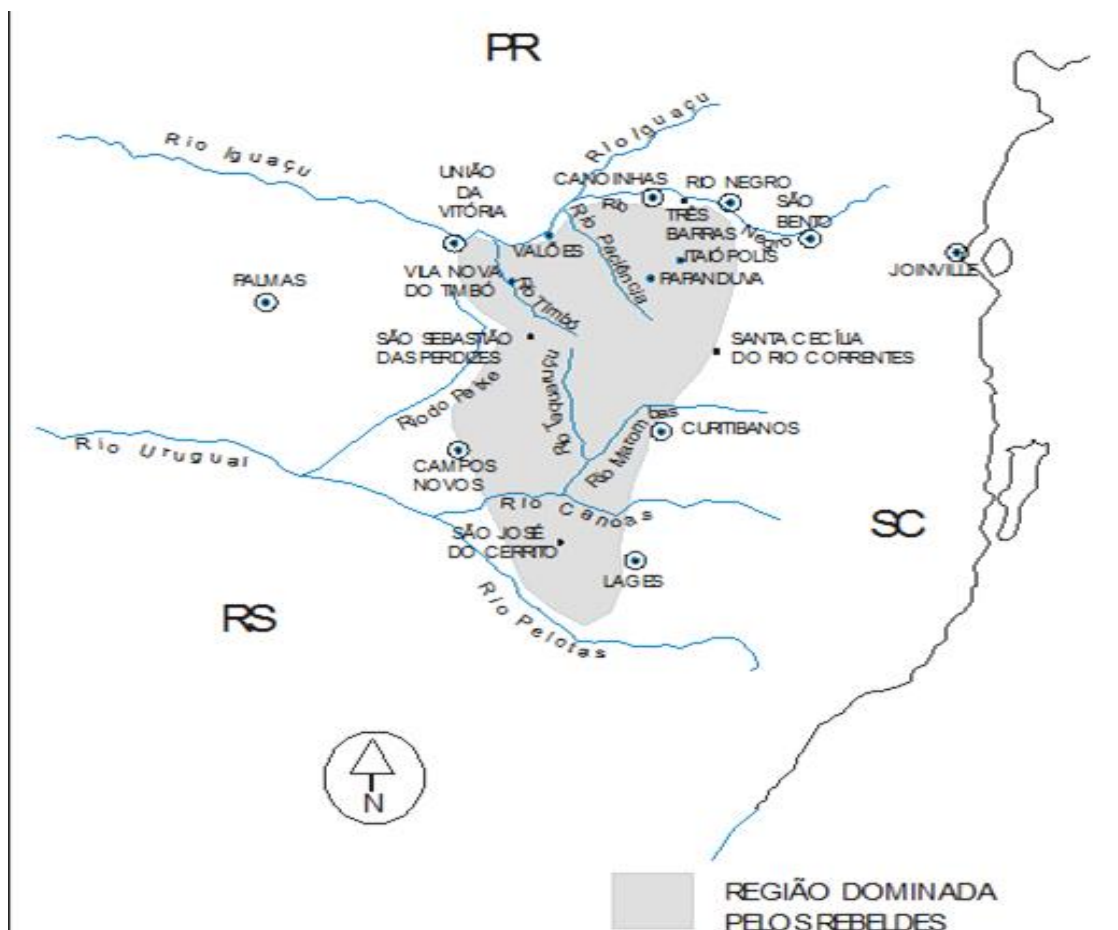 PR
Rio Iguaçu
Rio Iguaçu
UNIÃO
DA
VITÓRIA
CANOINHAS
RIO NEGRO
SÃO
BENTO
Rio
Negro
TRÊS
BARRAS
VALÕES
Rio Paciência
ITAIÓPOLIS
PAPANDUVA
JOINVILLE
PALMAS
VILA NOVA
DO TIMBÓ
Rio Timbó
SÃO SEBASTIÃO
DAS PERDIZES
SANTA CECÍLIA
DO RIO CORRENTES
Rio do Peixe
Rio Taquaruçu
Rio Matombas
CURITIBANOS
Rio Uruguai
CAMPOS
NOVOS
Rio Canoas
SC
SÃO JOSÉ
DO CERRITO
LAGES
Rio Pelotas
RS
N
REGIÃO DOMINADA
PELOS REBELDES